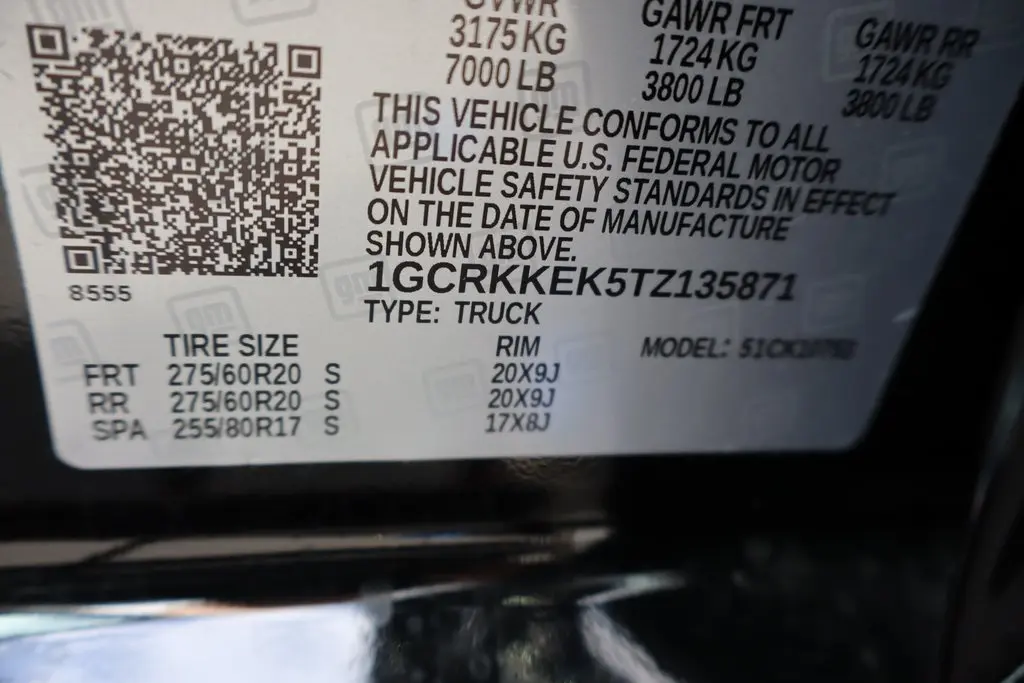 GVWR GAWR FRT GAWR RR
3175 KG 1724 KG 1724 KG
7000 LB 3800 LB 3800 LB
THIS VEHICLE CONFORMS TO ALL
APPLICABLE U.S. FEDERAL MOTOR
VEHICLE SAFETY STANDARDS IN EFFECT
ON THE DATE OF MANUFACTURE
SHOWN ABOVE.
1GCRKKEK5TZ135871
8555
TYPE: TRUCK
TIRE SIZE RIM MODEL:
FRT 275/60R20 S 20X9J
RR 275/60R20 S 20X9J
SPA 255/80R17 S 17X8J